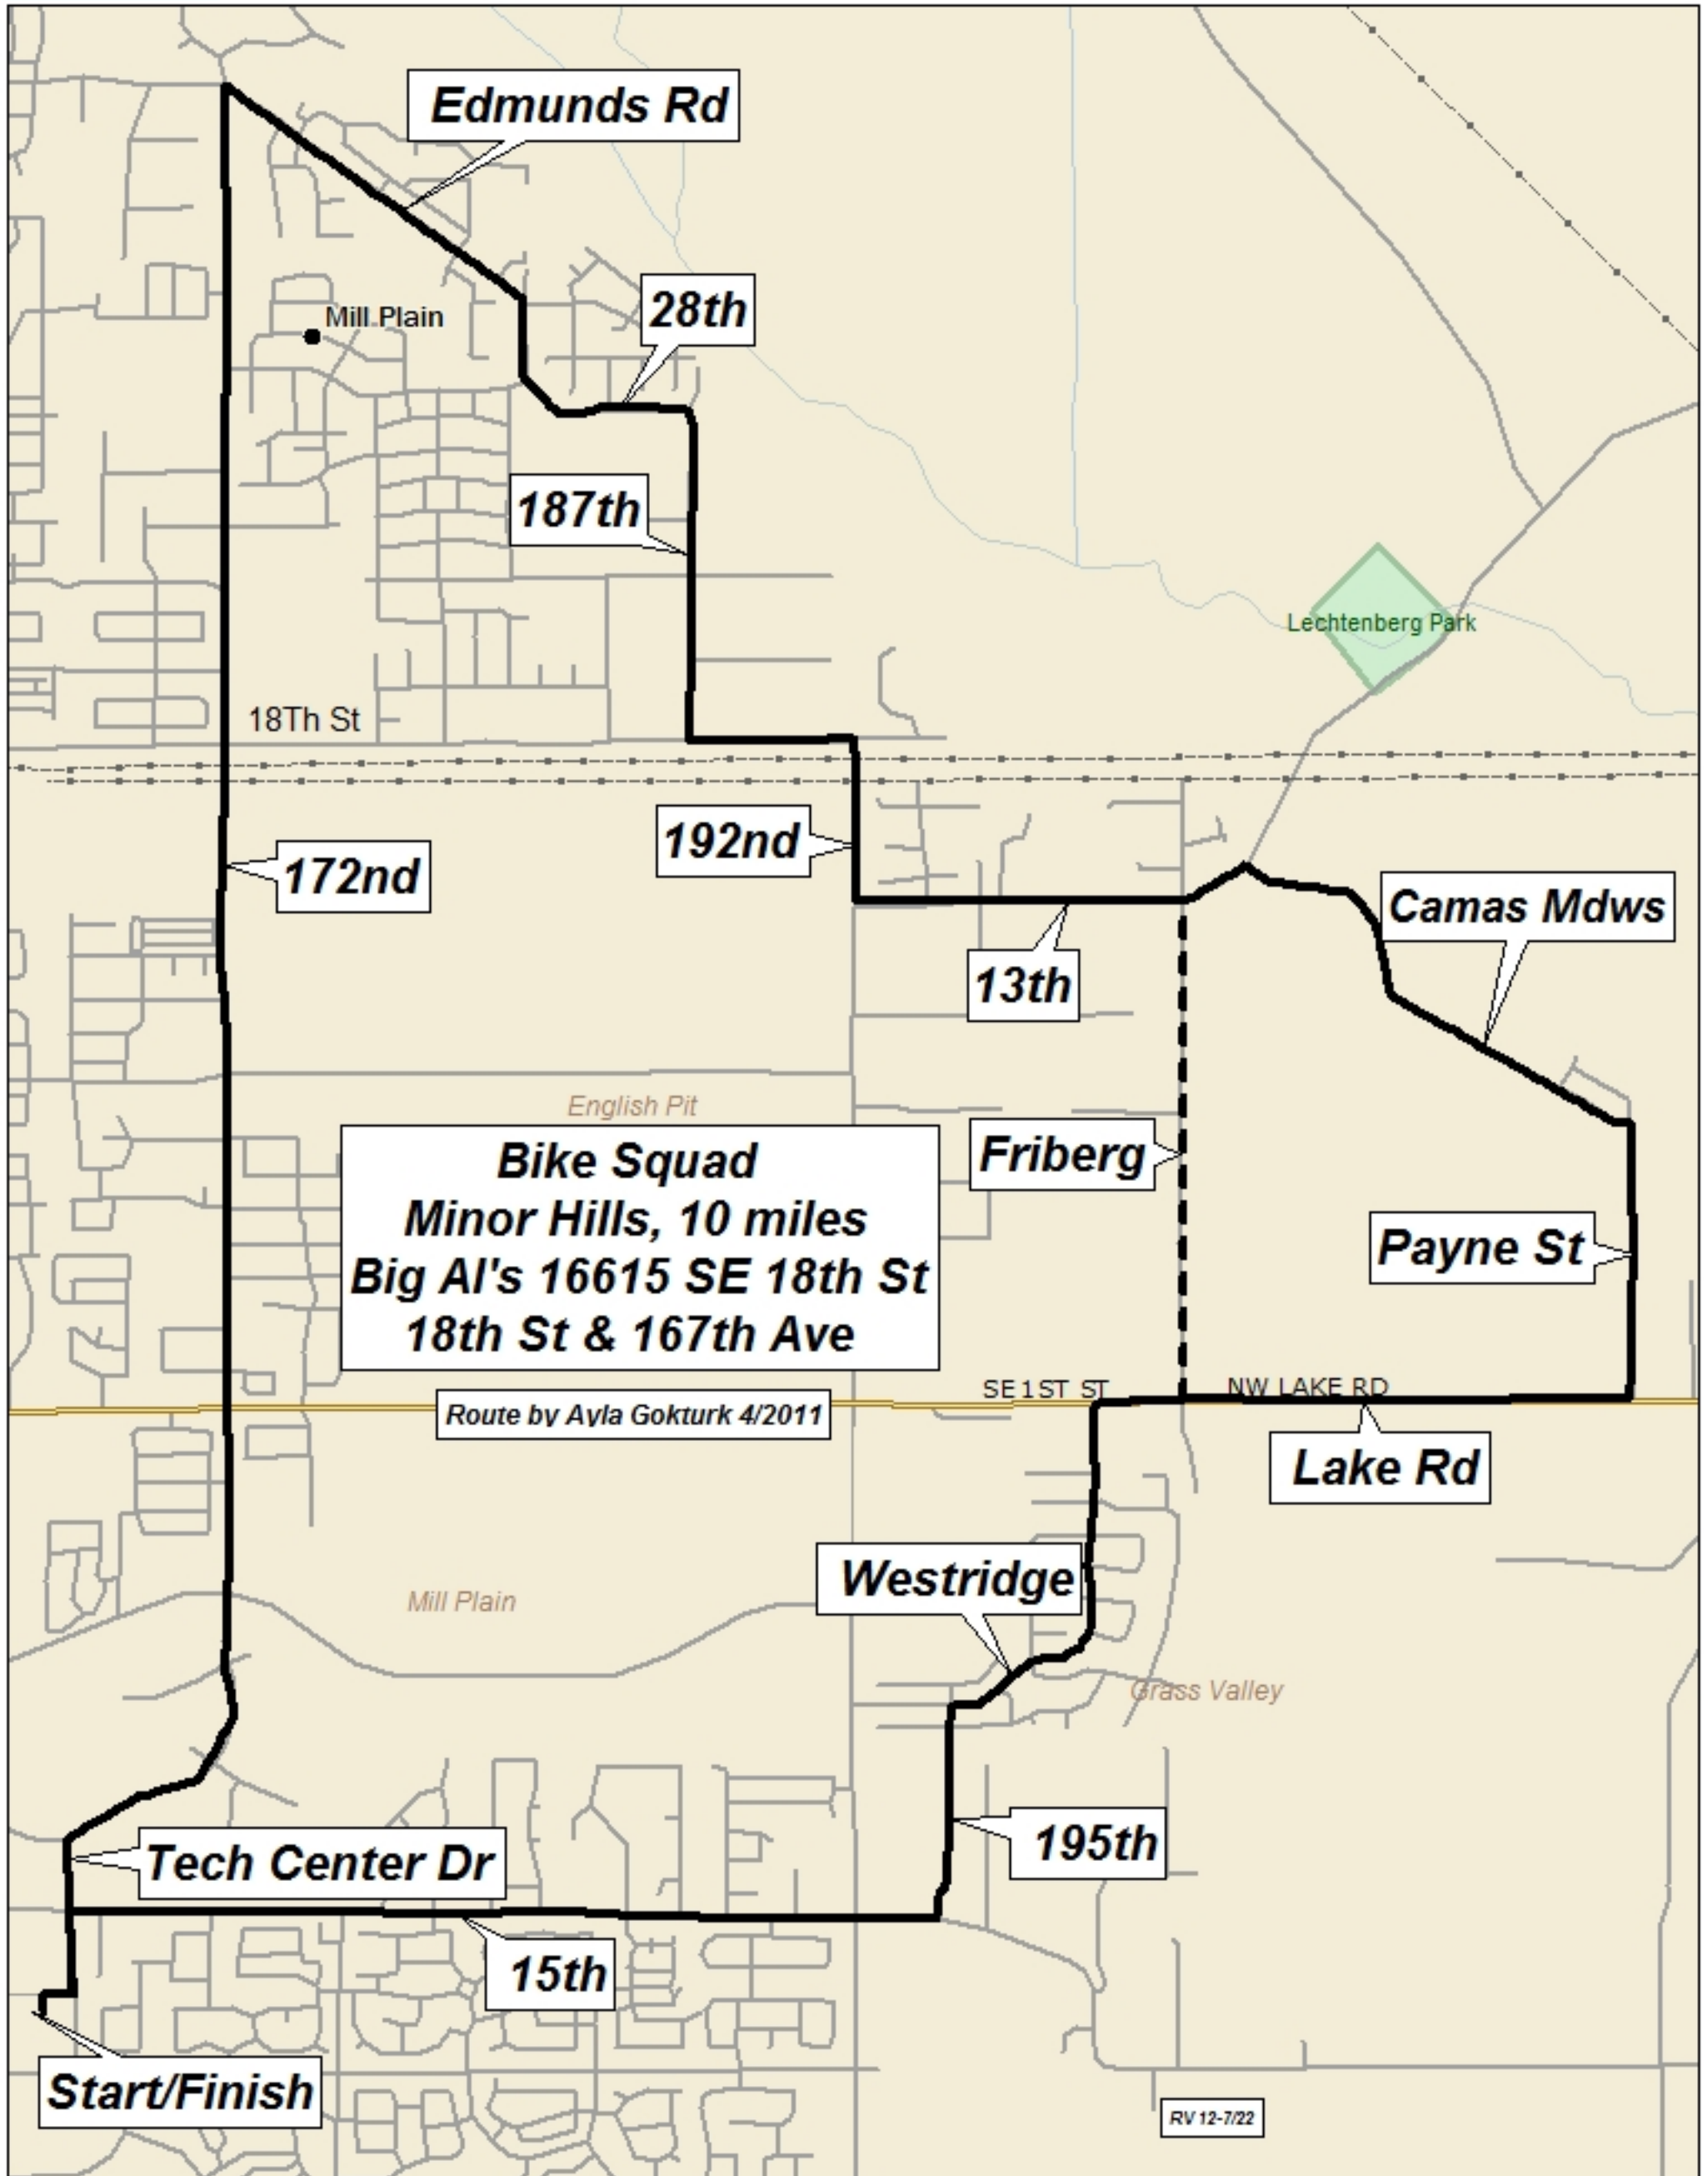 Edmunds Rd
28th
Mill Plain
187th
Lechtenberg Park
18Th St
192nd
172nd
Camas Mdws
13th
English Pit
Friberg
Bike Squad
Minor Hills, 10 miles
Big Al's 16615 SE 18th St
18th St & 167th Ave
Payne St
SE 1ST ST
NW LAKE RD
Route by Ayla Gokturk 4/2011
Lake Rd
Westridge
Mill Plain
Grass Valley
195th
Tech Center Dr
15th
Start/Finish
RV 12-7/22